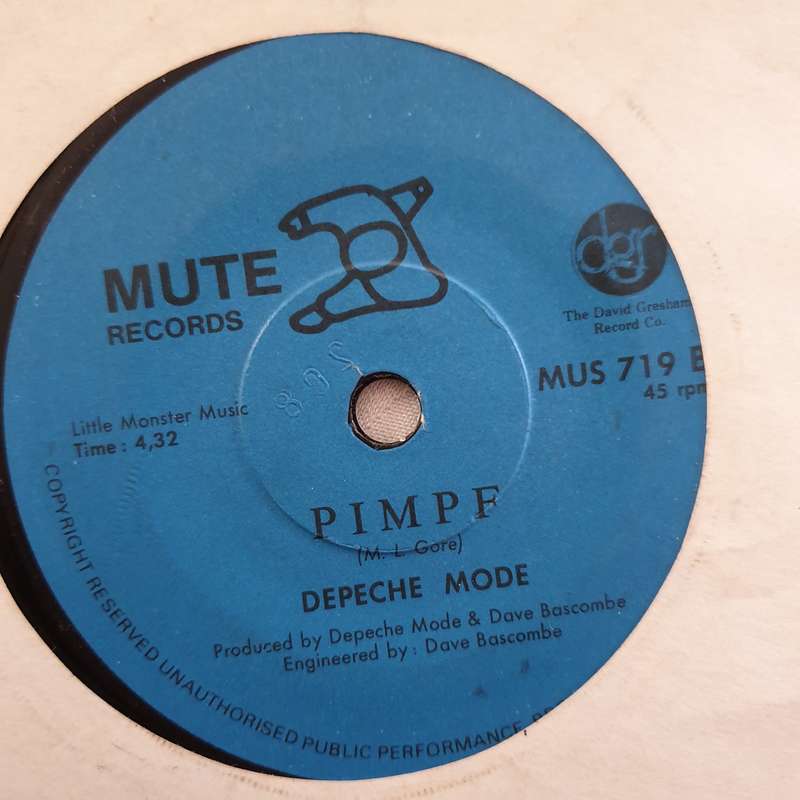 MUTE
RECORDS
dgr
The David Gresham
Record Co.
MUS 719 B
45 rpm
Little Monster Music
Time : 4,32
PIMPF
(M. L. Gore)
DEPECHE MODE
Produced by Depeche Mode & Dave Bascombe
Engineered by : Dave Bascombe
COPYRIGHT RESERVED UNAUTHORISED PUBLIC PERFORMANCE,